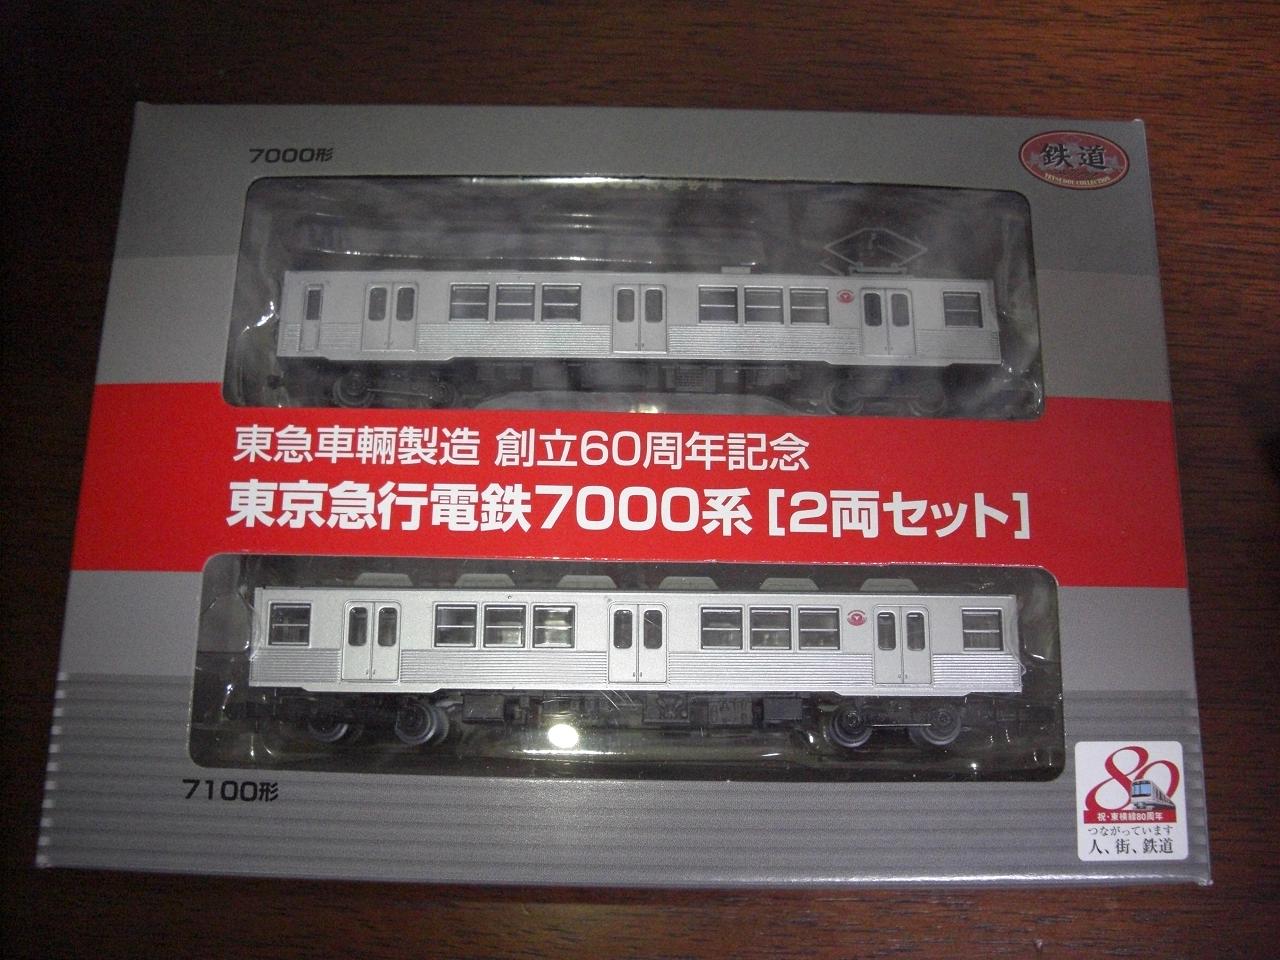 7000形
鉄道
TETSUDOU COLLECTION
東急車輛製造 創立60周年記念
東京急行電鉄7000系[2両セット]
7100形
80
祝・東横線80周年
つながっています
人、街、鉄道